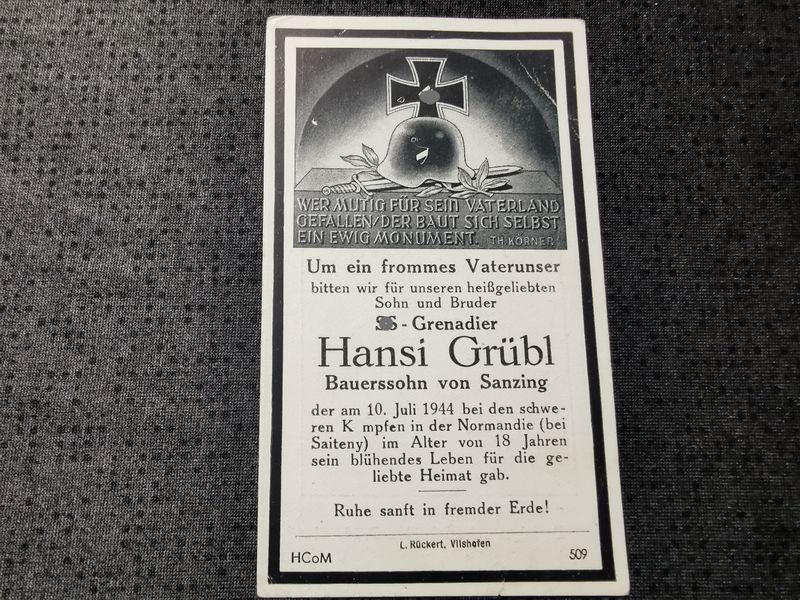 WER MUTIG FÜR SEIN VATERLAND
GEFALLEN/DER BAUT SICH SELBST
EIN EWIG MONUMENT. TH. KÖRNER
Um ein frommes Vaterunser
bitten wir für unseren heißgeliebten
Sohn und Bruder
SS-Grenadier
Hansi Grübl
Bauerssohn von Sanzing
der am 10. Juli 1944 bei den schwe-
ren K mpfen in der Normandie (bei
Saiteny) im Alter von 18 Jahren
sein blühendes Leben für die ge-
liebte Heimat gab.
Ruhe sanft in fremder Erde!
L. Rückert, Vilshofen
HCoM 509